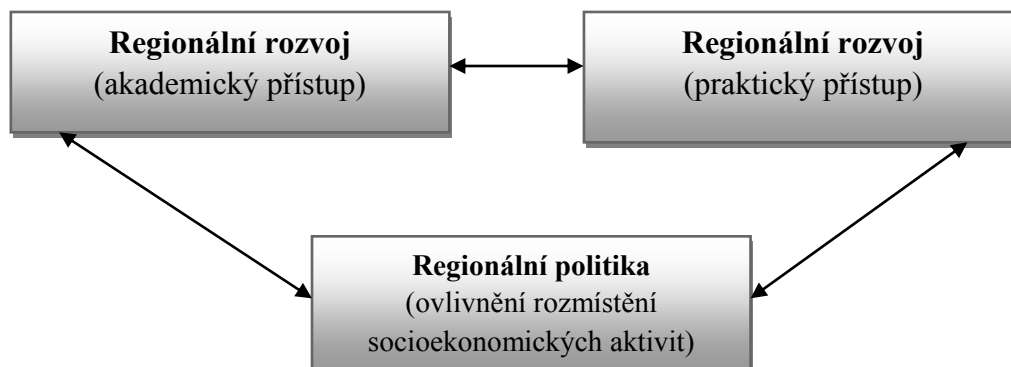 Regionální rozvoj
(akademický přístup)
Regionální rozvoj
(praktický přístup)
Regionální politika
(ovlivnění rozmístění
socioekonomických aktivit)